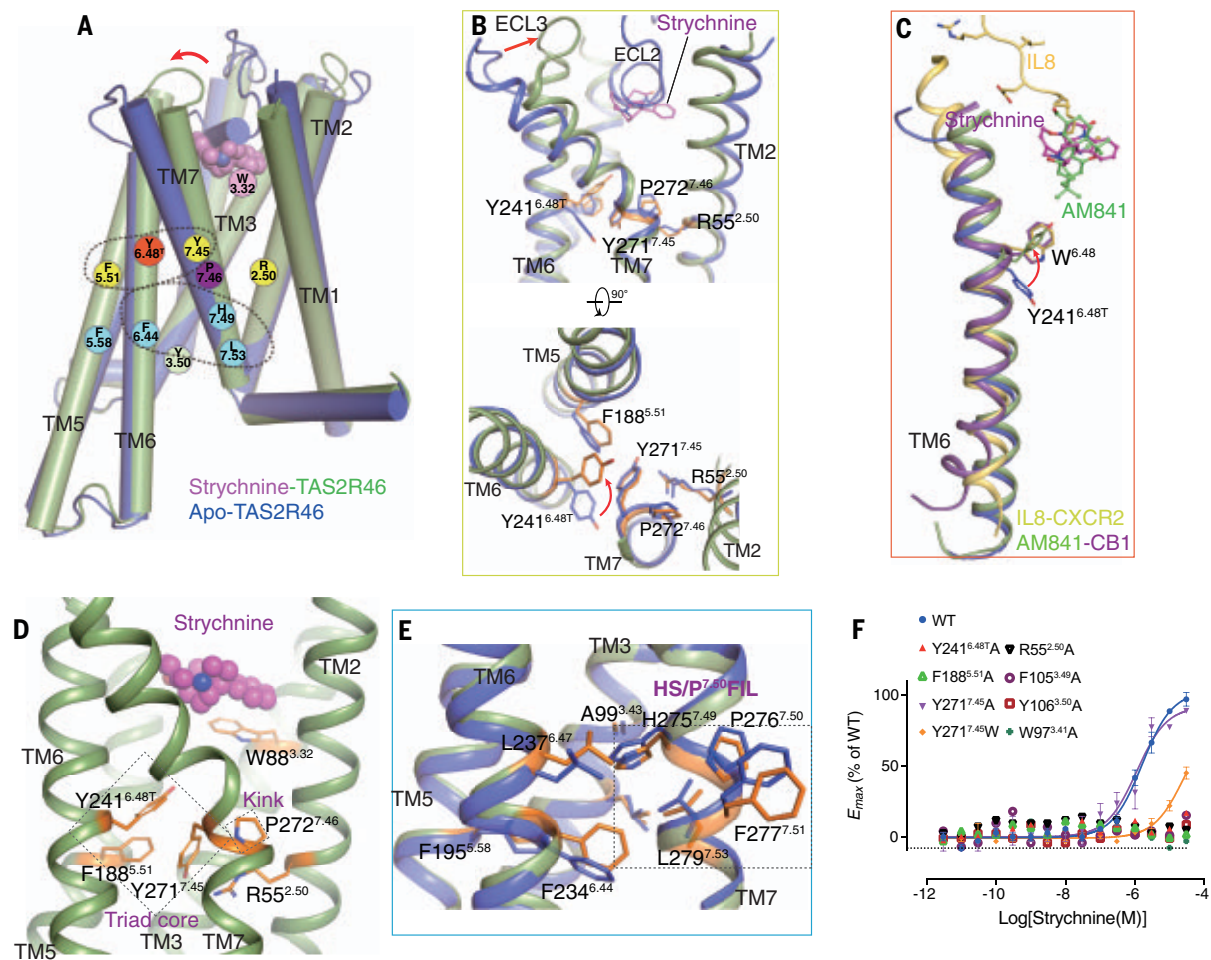 A
TM2
TM7
W
3.32
TM3
Y
6.48T
Y
7.45
F
5.51
P
7.46
R
2.50
TM1
H
7.49
F
5.58
F
6.44
L
7.53
Y
3.50
TM5
TM6
Strychnine-TAS2R46
Apo-TAS2R46
B
ECL3
Strychnine
ECL2
TM2
P272^7.46
Y241^6.48T
R55^2.50
Y271^7.45
TM6
TM7
90°
TM5
F188^5.51
Y271^7.45
R55^2.50
TM6
Y241^6.48T
P272^7.46
TM7
TM2
C
IL8
Strychnine
AM841
W^6.48
Y241^6.48T
TM6
IL8-CXCR2
AM841-CB1
D
Strychnine
TM2
TM6
W88^3.32
Y241^6.48T
Kink
P272^7.46
F188^5.51
Y271^7.45
R55^2.50
Triad core
TM5
TM3
TM7
E
TM3
TM6
HS/P^7.50FIL
A99^3.43
H275^7.49
P276^7.50
L237^6.47
TM5
F195^5.58
F277^7.51
L279^7.53
F234^6.44
TM7
F
WT
Y241^6.48T A
R55^2.50A
F188^5.51A
F105^3.49A
Y271^7.45A
Y106^3.50A
Y271^7.45W
W97^3.41A
Emax (% of WT)
100
50
0
-12
-10
-8
-6
-4
Log[Strychnine(M)]